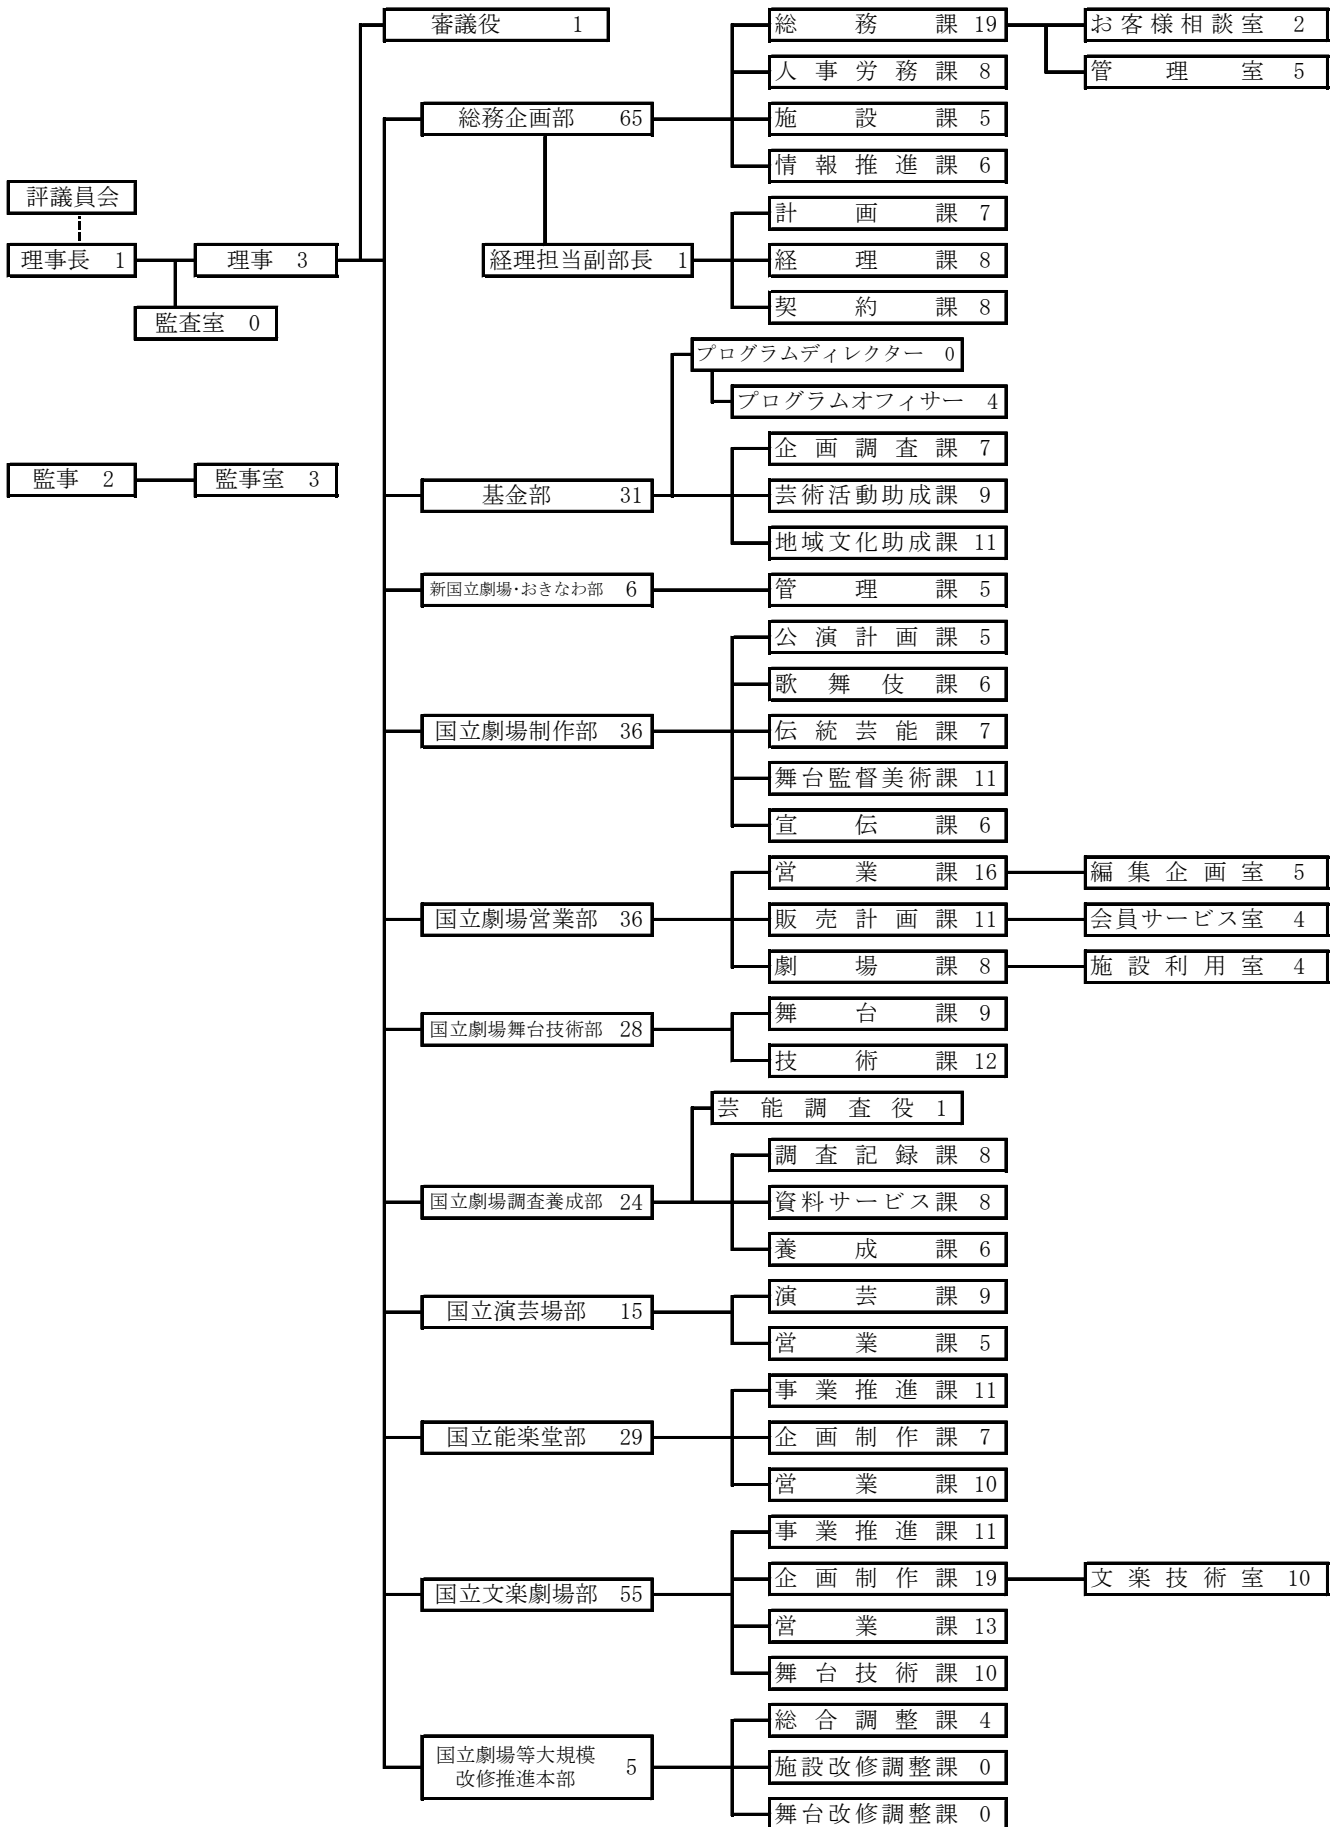 審議役 1
総務課 19
お客様相談室 2
人事労務課 8
管理室 5
総務企画部 65
施設課 5
情報推進課 6
評議員会
計画課 7
理事長 1
理事 3
経理担当副部長 1
経理課 8
監査室 0
契約課 8
プログラムディレクター 0
プログラムオフィサー 4
企画調査課 7
監事 2
監事室 3
基金部 31
芸術活動助成課 9
地域文化助成課 11
新国立劇場・おきなわ部 6
管理課 5
公演計画課 5
歌舞伎課 6
国立劇場制作部 36
伝統芸能課 7
舞台監督美術課 11
宣伝課 6
営業課 16
編集企画室 5
国立劇場営業部 36
販売計画課 11
会員サービス室 4
劇場課 8
施設利用室 4
舞台課 9
国立劇場舞台技術部 28
技術課 12
芸能調査役 1
調査記録課 8
国立劇場調査養成部 24
資料サービス課 8
養成課 6
演芸課 9
国立演芸場部 15
営業課 5
事業推進課 11
国立能楽堂部 29
企画制作課 7
営業課 10
事業推進課 11
国立文楽劇場部 55
企画制作課 19
文楽技術室 10
営業課 13
舞台技術課 10
総合調整課 4
国立劇場等大規模
改修推進本部 5
施設改修調整課 0
舞台改修調整課 0